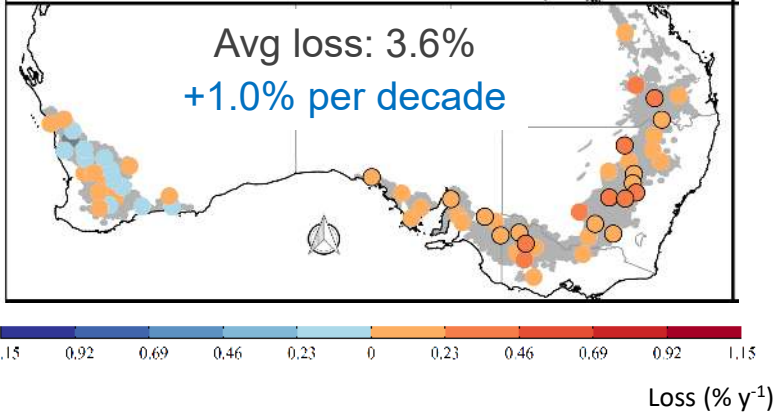 Avg loss: 3.6%
+1.0% per decade
.15 0.92 0.69 0.46 0.23 0 0.23 0.46 0.69 0.92 1.15
Loss (% y⁻¹)